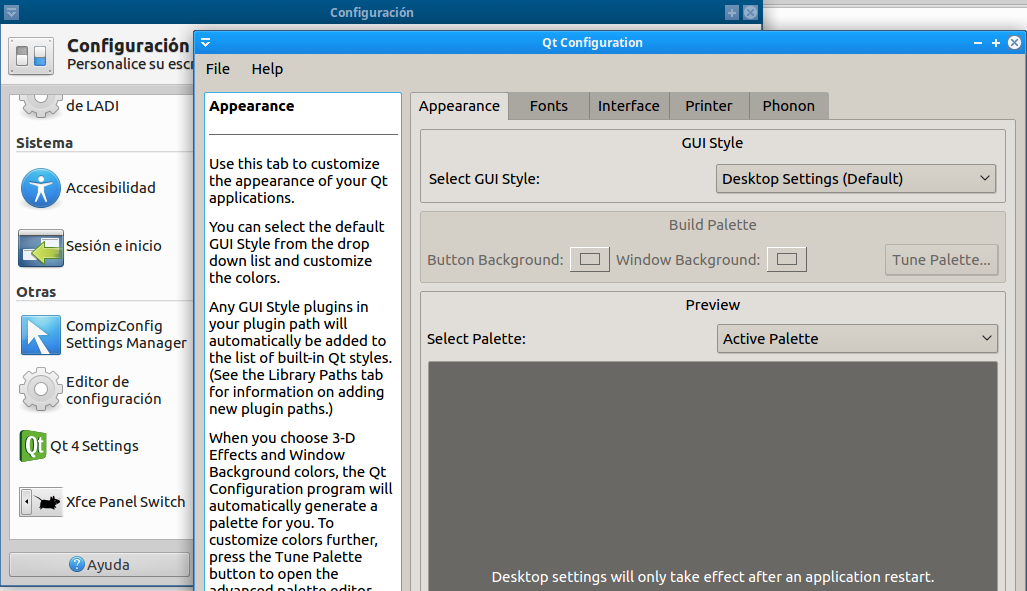 Configuración
Configuración
Personalice su escr
de LADI
Sistema
Accesibilidad
Sesión e inicio
Otras
CompizConfig
Settings Manager
Editor de
configuración
Qt
Qt 4 Settings
Xfce Panel Switch
?
Ayuda
Qt Configuration
File Help
Appearance
Use this tab to customize
the appearance of your Qt
applications.
You can select the default
GUI Style from the drop
down list and customize
the colors.
Any GUI Style plugins in
your plugin path will
automatically be added to
the list of built-in Qt styles.
(See the Library Paths tab
for information on adding
new plugin paths.)
When you choose 3-D
Effects and Window
Background colors, the Qt
Configuration program will
automatically generate a
palette for you. To
customize colors further,
press the Tune Palette
button to open the
advanced palette editor
Appearance Fonts Interface Printer Phonon
GUI Style
Select GUI Style: Desktop Settings (Default)
Build Palette
Button Background: Window Background: Tune Palette...
Preview
Select Palette: Active Palette
Desktop settings will only take effect after an application restart.